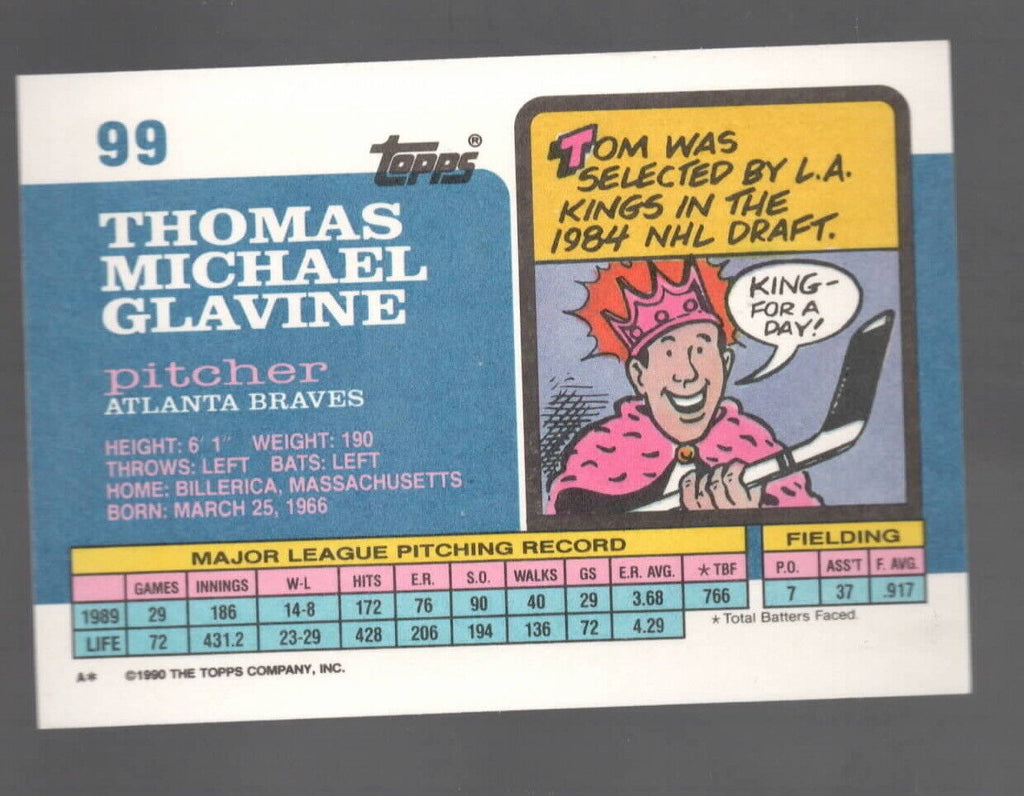 99
topps®
THOMAS
MICHAEL
GLAVINE
pitcher
ATLANTA BRAVES
HEIGHT: 6' 1" WEIGHT: 190
THROWS: LEFT BATS: LEFT
HOME: BILLERICA, MASSACHUSETTS
BORN: MARCH 25, 1966
TOM WAS
SELECTED BY L.A.
KINGS IN THE
1984 NHL DRAFT.
KING-
FOR A
DAY!
MAJOR LEAGUE PITCHING RECORD
GAMES INNINGS W-L HITS E.R. S.O. WALKS GS E.R. AVG. *TBF
1989 29 186 14-8 172 76 90 40 29 3.68 766
LIFE 72 431.2 23-29 428 206 194 136 72 4.29
FIELDING
P.O. ASS'T F. AVG.
7 37 .917
*Total Batters Faced.
A* ©1990 THE TOPPS COMPANY, INC.